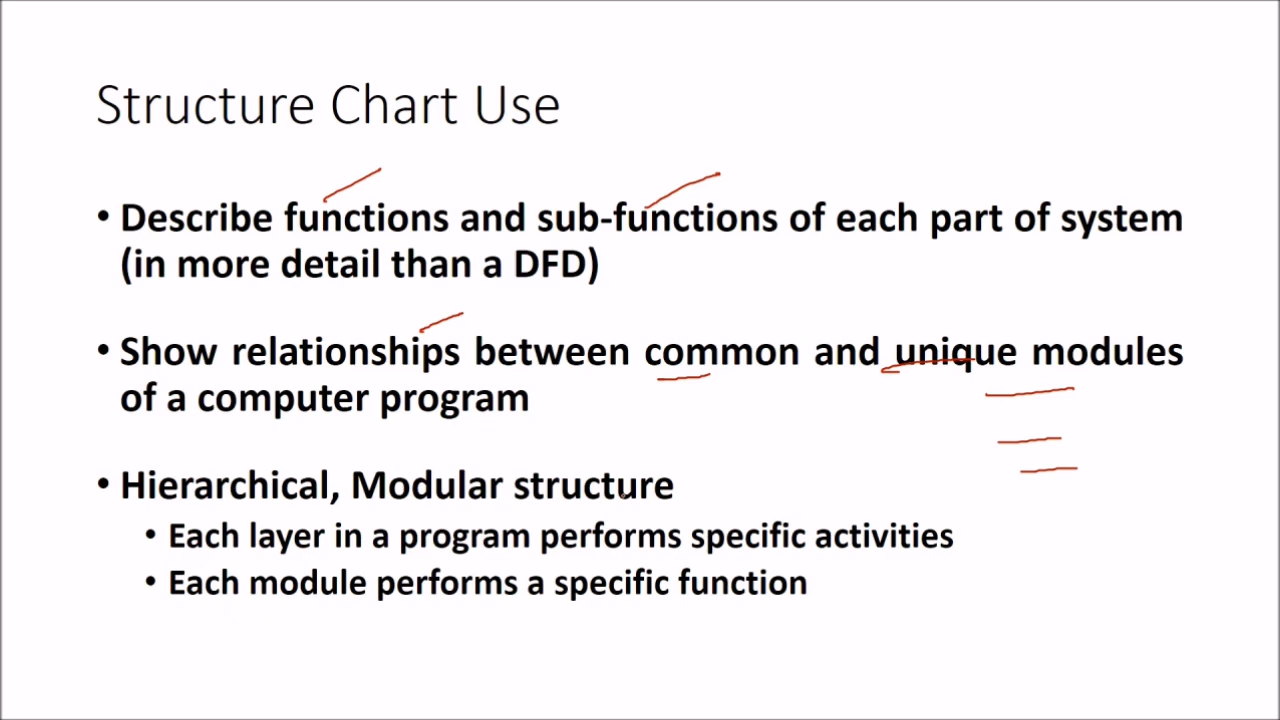 Structure Chart Use
• Describe functions and sub-functions of each part of system
(in more detail than a DFD)
• Show relationships between common and unique modules
of a computer program
• Hierarchical, Modular structure
• Each layer in a program performs specific activities
• Each module performs a specific function